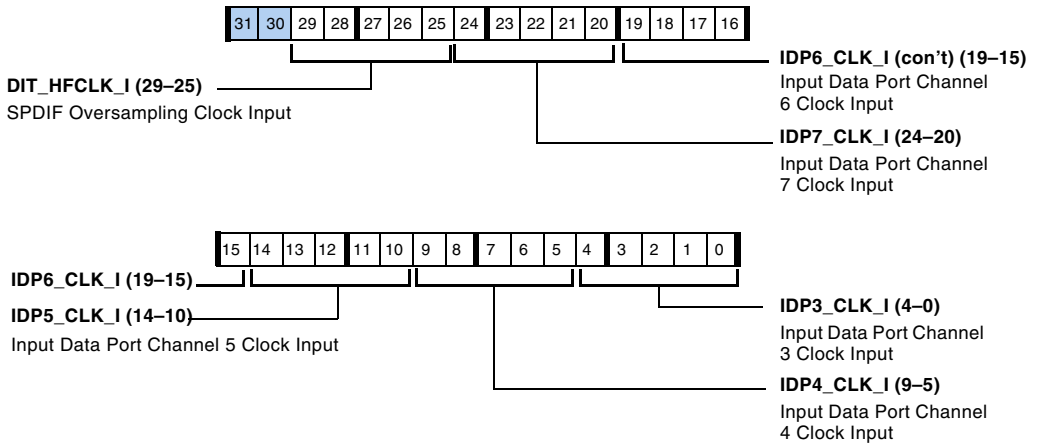 31 30 29 28 27 26 25 24 23 22 21 20 19 18 17 16
IDP6_CLK_I (con't) (19–15)
Input Data Port Channel
6 Clock Input
DIT_HFCLK_I (29–25)
SPDIF Oversampling Clock Input
IDP7_CLK_I (24–20)
Input Data Port Channel
7 Clock Input
15 14 13 12 11 10 9 8 7 6 5 4 3 2 1 0
IDP6_CLK_I (19–15)
IDP5_CLK_I (14–10)
Input Data Port Channel 5 Clock Input
IDP3_CLK_I (4–0)
Input Data Port Channel
3 Clock Input
IDP4_CLK_I (9–5)
Input Data Port Channel
4 Clock Input